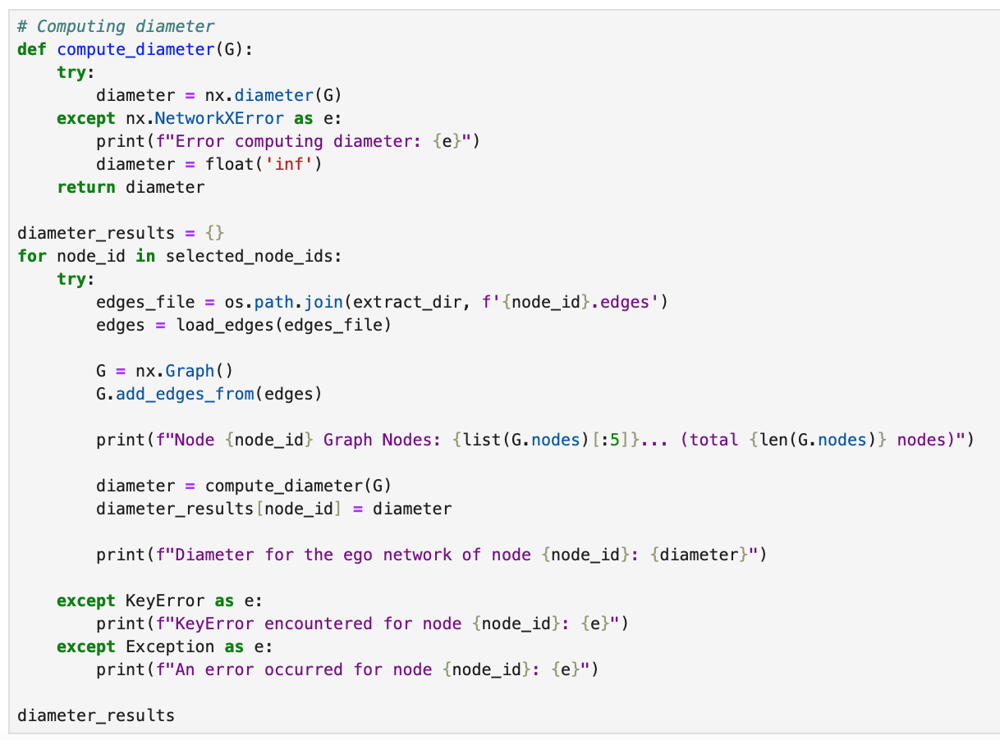 # Computing diameter
def compute_diameter(G):
    try:
        diameter = nx.diameter(G)
    except nx.NetworkXError as e:
        print(f"Error computing diameter: {e}")
        diameter = float('inf')
    return diameter

diameter_results = {}
for node_id in selected_node_ids:
    try:
        edges_file = os.path.join(extract_dir, f'{node_id}.edges')
        edges = load_edges(edges_file)

        G = nx.Graph()
        G.add_edges_from(edges)

        print(f"Node {node_id} Graph Nodes: {list(G.nodes)[:5]}... (total {len(G.nodes)} nodes)")

        diameter = compute_diameter(G)
        diameter_results[node_id] = diameter

        print(f"Diameter for the ego network of node {node_id}: {diameter}")

    except KeyError as e:
        print(f"KeyError encountered for node {node_id}: {e}")
    except Exception as e:
        print(f"An error occurred for node {node_id}: {e}")

diameter_results